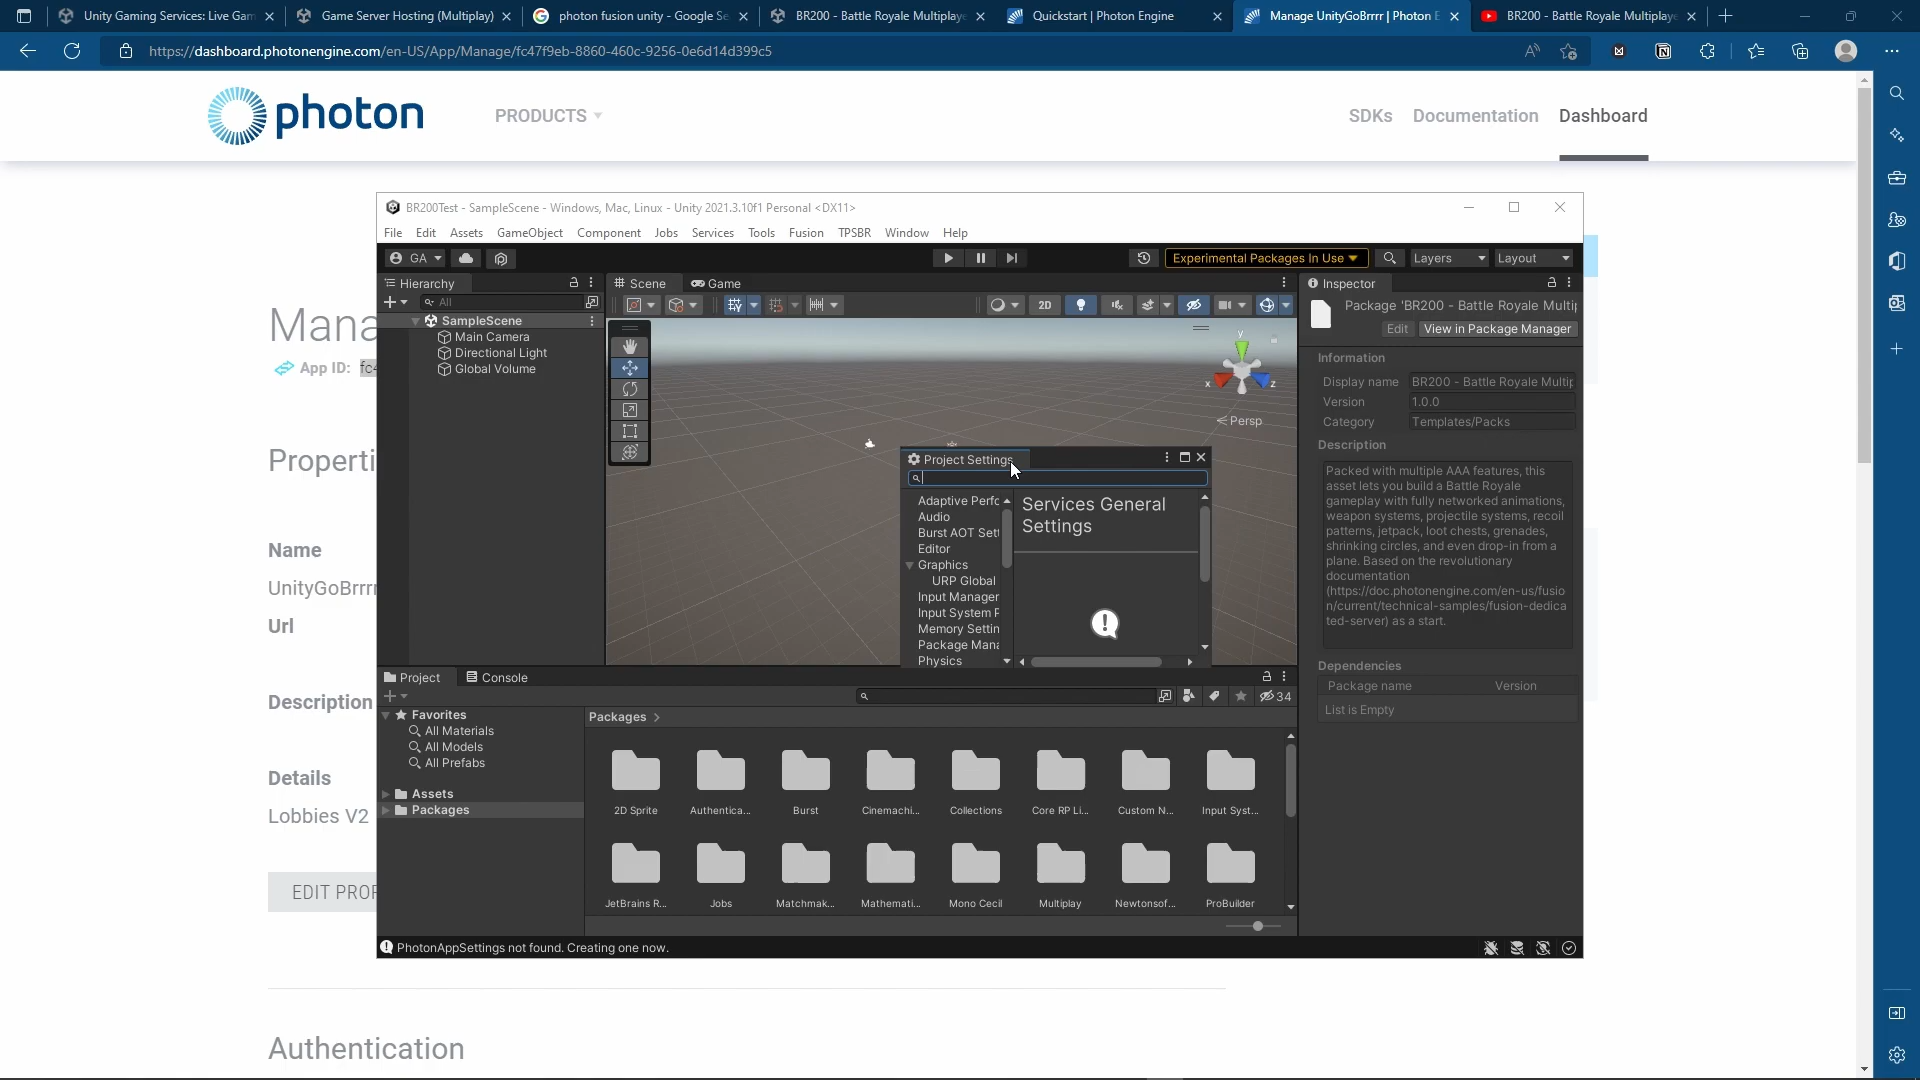 Unity Gaming Services: Live Gam
Game Server Hosting (Multiplay)
photon fusion unity - Google Se
BR200 - Battle Royale Multiplaye
Quickstart | Photon Engine
Manage UnityGoBrrrr | Photon E
BR200 - Battle Royale Multiplaye
https://dashboard.photonengine.com/en-US/App/Manage/fc47f9eb-8860-460c-9256-0e6d14d399c5
photon
PRODUCTS
SDKs
Documentation
Dashboard
BR200Test - SampleScene - Windows, Mac, Linux - Unity 2021.3.10f1 Personal <DX11>
File Edit Assets GameObject Component Jobs Services Tools Fusion TPSBR Window Help
GA
Experimental Packages In Use
Layers
Layout
Hierarchy
Scene
Game
Inspector
All
2D
SampleScene
Main Camera
Directional Light
Global Volume
y
x
z
Persp
Package 'BR200 - Battle Royale Multip
Edit
View in Package Manager
Information
Display name BR200 - Battle Royale Multip
Version 1.0.0
Category Templates/Packs
Description
Packed with multiple AAA features, this
asset lets you build a Battle Royale
gameplay with fully networked animations,
weapon systems, projectile systems, recoil
patterns, jetpack, loot chests, grenades,
shrinking circles, and even drop-in from a
plane. Based on the revolutionary
documentation
(https://doc.photonengine.com/en-us/fusio
n/current/technical-samples/fusion-dedica
ted-server) as a start.
Dependencies
Package name Version
List is Empty
Project Settings
Adaptive Perfo
Audio
Burst AOT Sett
Editor
Graphics
URP Global
Input Manager
Input System P
Memory Settin
Package Mana
Physics
Services General
Settings
Mana
App ID: fc4
Properti
Name
UnityGoBrrrr
Url
Description
Details
Lobbies V2
EDIT PROP
Authentication
Project
Console
34
Favorites
All Materials
All Models
All Prefabs
Assets
Packages
Packages >
2D Sprite
Authentica...
Burst
Cinemachi...
Collections
Core RP Li...
Custom N...
Input Syst...
JetBrains R...
Jobs
Matchmak...
Mathemati...
Mono Cecil
Multiplay
Newtonsof...
ProBuilder
PhotonAppSettings not found. Creating one now.